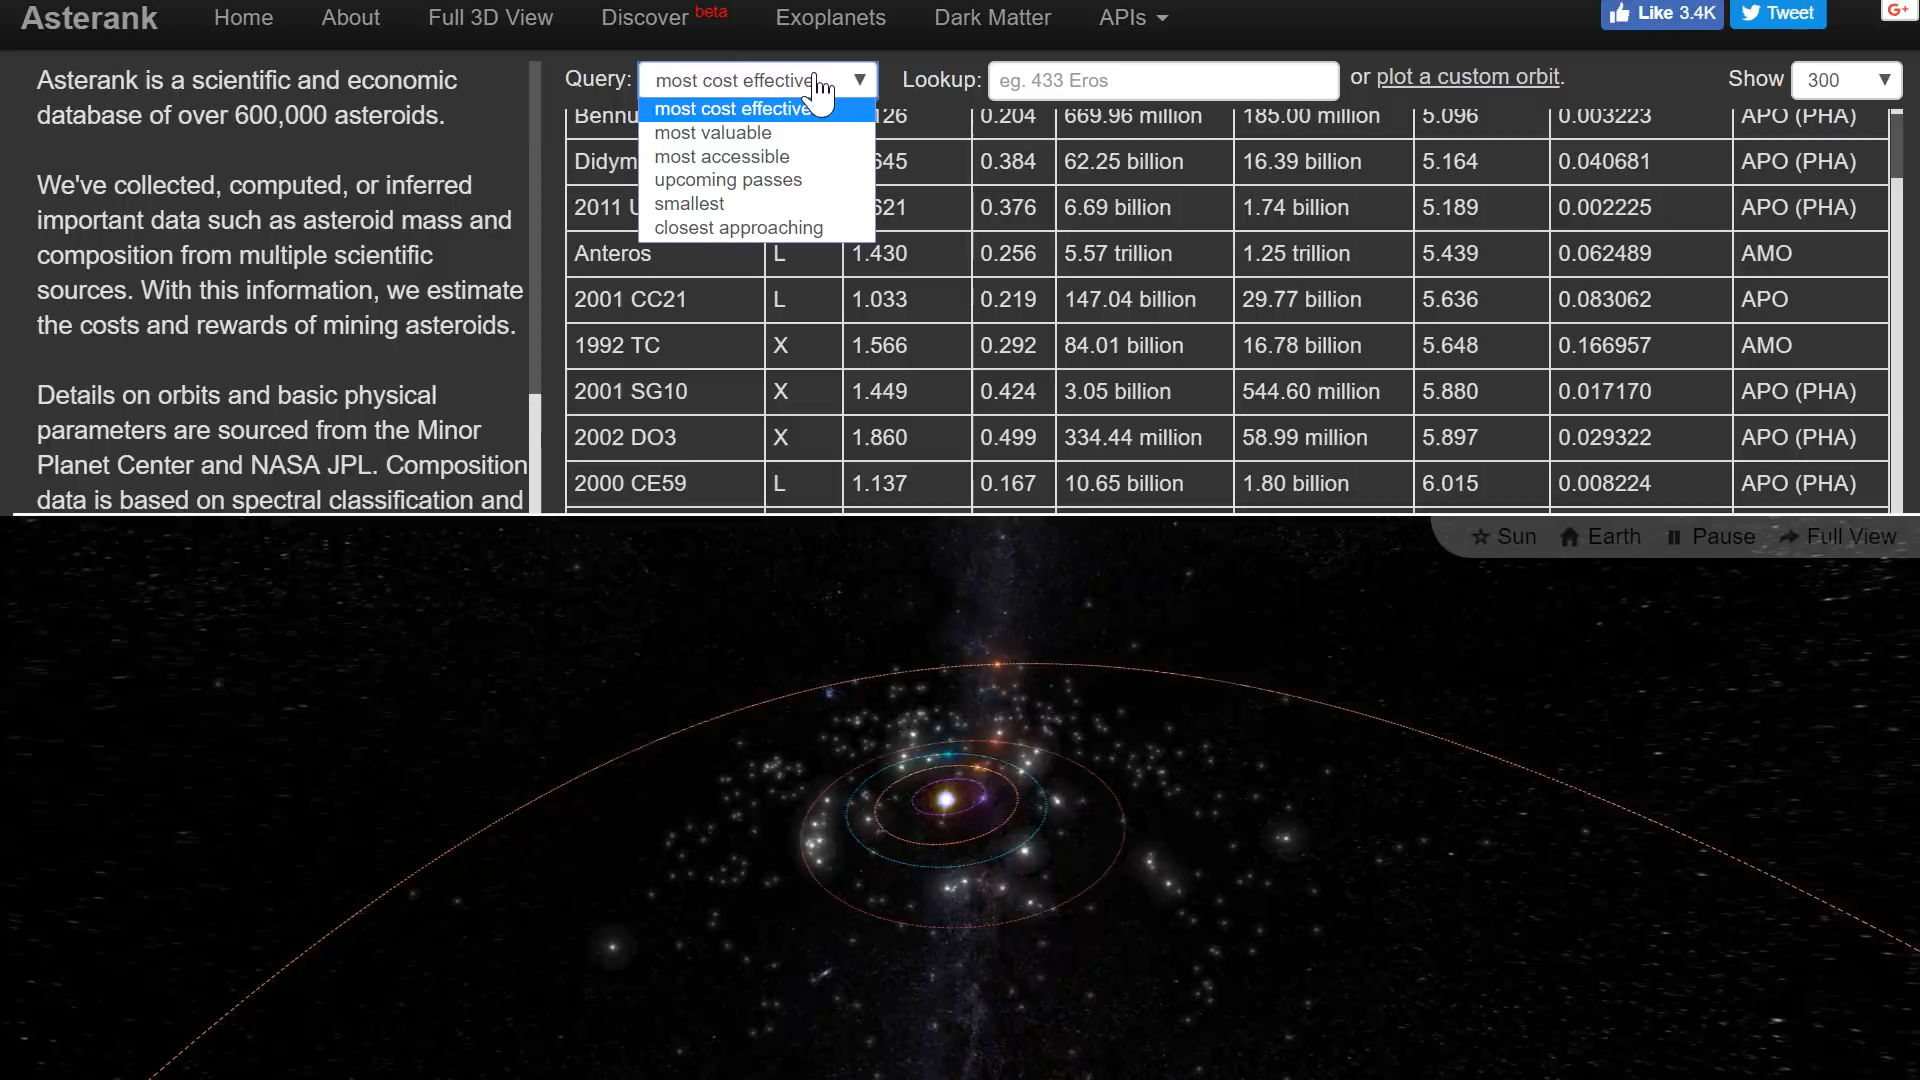 Asterank Home About Full 3D View Discover beta Exoplanets Dark Matter APIs Like 3.4K Tweet G+
Asterank is a scientific and economic
database of over 600,000 asteroids.
We've collected, computed, or inferred
important data such as asteroid mass and
composition from multiple scientific
sources. With this information, we estimate
the costs and rewards of mining asteroids.
Details on orbits and basic physical
parameters are sourced from the Minor
Planet Center and NASA JPL. Composition
data is based on spectral classification and
Query: most cost effective Lookup: eg. 433 Eros or plot a custom orbit. Show 300
most cost effective
most valuable
most accessible
upcoming passes
smallest
closest approaching
Bennu 126 0.204 669.96 million 185.00 million 5.096 0.003223 APO (PHA)
Didym 645 0.384 62.25 billion 16.39 billion 5.164 0.040681 APO (PHA)
2011 U 621 0.376 6.69 billion 1.74 billion 5.189 0.002225 APO (PHA)
Anteros L 1.430 0.256 5.57 trillion 1.25 trillion 5.439 0.062489 AMO
2001 CC21 L 1.033 0.219 147.04 billion 29.77 billion 5.636 0.083062 APO
1992 TC X 1.566 0.292 84.01 billion 16.78 billion 5.648 0.166957 AMO
2001 SG10 X 1.449 0.424 3.05 billion 544.60 million 5.880 0.017170 APO (PHA)
2002 DO3 X 1.860 0.499 334.44 million 58.99 million 5.897 0.029322 APO (PHA)
2000 CE59 L 1.137 0.167 10.65 billion 1.80 billion 6.015 0.008224 APO (PHA)
Sun Earth Pause Full View